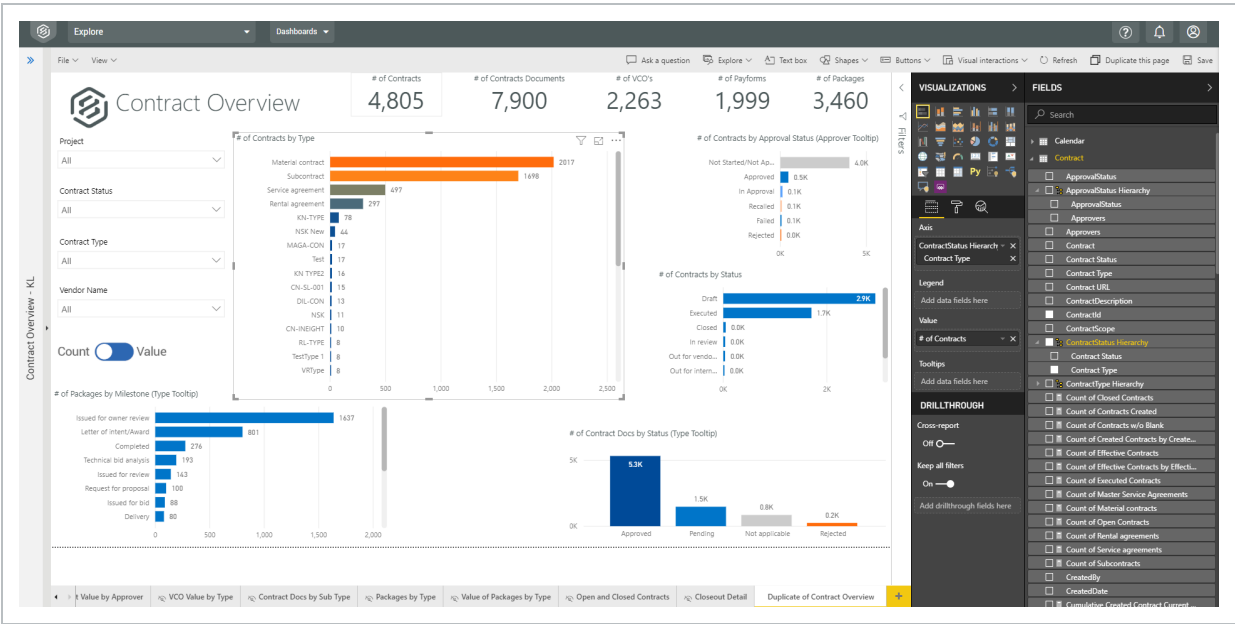 Explore
Dashboards
File
View
Ask a question
Explore
Text box
Shapes
Buttons
Visual interactions
Refresh
Duplicate this page
Save
Contract Overview - KL
Contract Overview
# of Contracts
4,805
# of Contracts Documents
7,900
# of VCO's
2,263
# of Payforms
1,999
# of Packages
3,460
Project
All
Contract Status
All
Contract Type
All
Vendor Name
All
Count
Value
# of Contracts by Type
Material contract 2017
Subcontract 1698
Service agreement 497
Rental agreement 297
KN-TYPE 78
NSK New 44
MAGA-CON 17
Test 17
KN TYPE2 16
CN-SL-001 15
DIL-CON 13
NSK 11
CN-INEIGHT 10
RL-TYPE 8
TestType 1 8
VRType 8
0 500 1,000 1,500 2,000 2,500
# of Contracts by Approval Status (Approver Tooltip)
Not Started/Not Ap... 4.0K
Approved 0.5K
In Approval 0.1K
Recalled 0.1K
Failed 0.1K
Rejected 0.0K
0K 5K
# of Contracts by Status
Draft 2.9K
Executed 1.7K
Closed 0.0K
In review 0.0K
Out for vendo... 0.0K
Out for intern... 0.0K
0K 2K
# of Packages by Milestone (Type Tooltip)
Issued for owner review 1637
Letter of intent/Award 801
Completed 276
Technical bid analysis 193
Issued for review 143
Request for proposal 100
Issued for bid 88
Delivery 80
0 500 1,000 1,500 2,000
# of Contract Docs by Status (Type Tooltip)
5K
0K
5.3K
1.5K
0.8K
0.2K
Approved Pending Not applicable Rejected
Filters
VISUALIZATIONS
Py
Axis
ContractStatus Hierarch
Contract Type
Legend
Add data fields here
Value
# of Contracts
Tooltips
Add data fields here
DRILLTHROUGH
Cross-report
Off
Keep all filters
On
Add drillthrough fields here
FIELDS
Search
Calendar
Contract
ApprovalStatus
ApprovalStatus Hierarchy
ApprovalStatus
Approvers
Approvers
Contract
Contract Status
Contract Type
Contract URL
ContractDescription
ContractId
ContractScope
ContractStatus Hierarchy
Contract Status
Contract Type
ContractType Hierarchy
Count of Closed Contracts
Count of Contracts Created
Count of Contracts w/o Blank
Count of Created Contracts by Create...
Count of Effective Contracts
Count of Effective Contracts by Effecti...
Count of Executed Contracts
Count of Master Service Agreements
Count of Material contracts
Count of Open Contracts
Count of Rental agreements
Count of Service agreements
Count of Subcontracts
CreatedBy
CreatedDate
Cumulative Created Contract Current ...
t Value by Approver
VCO Value by Type
Contract Docs by Sub Type
Packages by Type
Value of Packages by Type
Open and Closed Contracts
Closeout Detail
Duplicate of Contract Overview